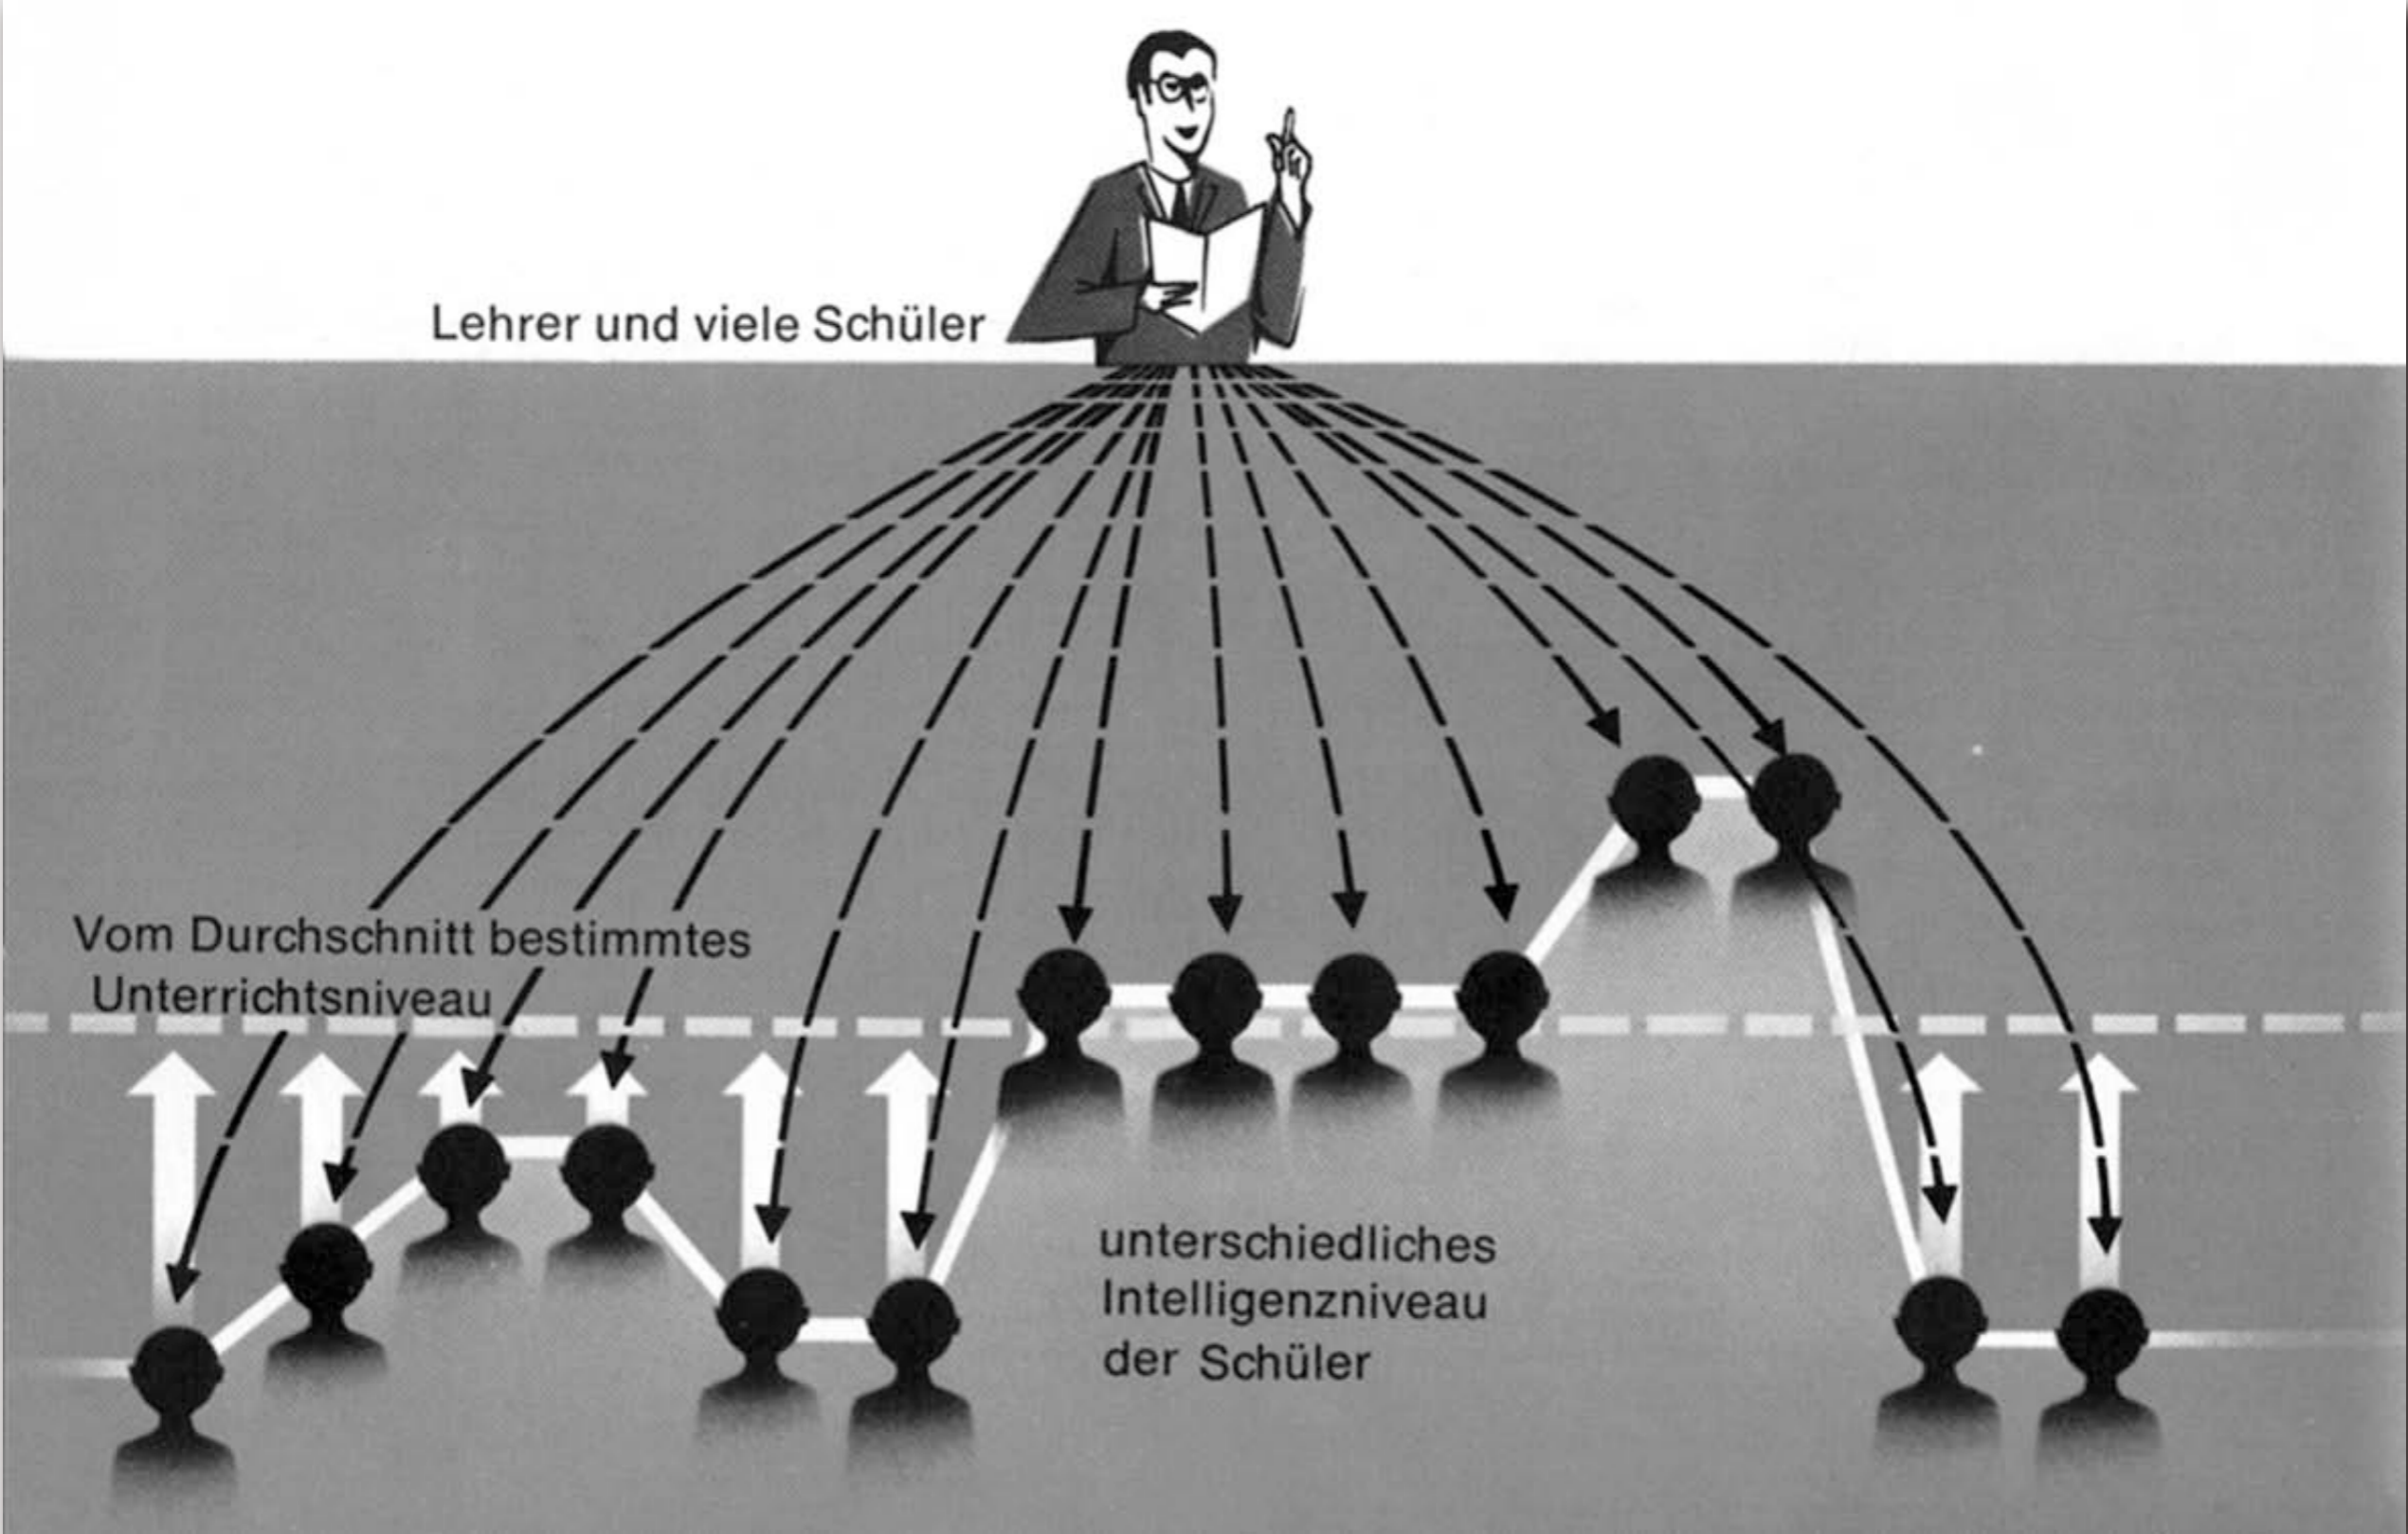 Lehrer und viele Schüler
Vom Durchschnitt bestimmtes
Unterrichtsniveau
unterschiedliches
Intelligenzniveau
der Schüler